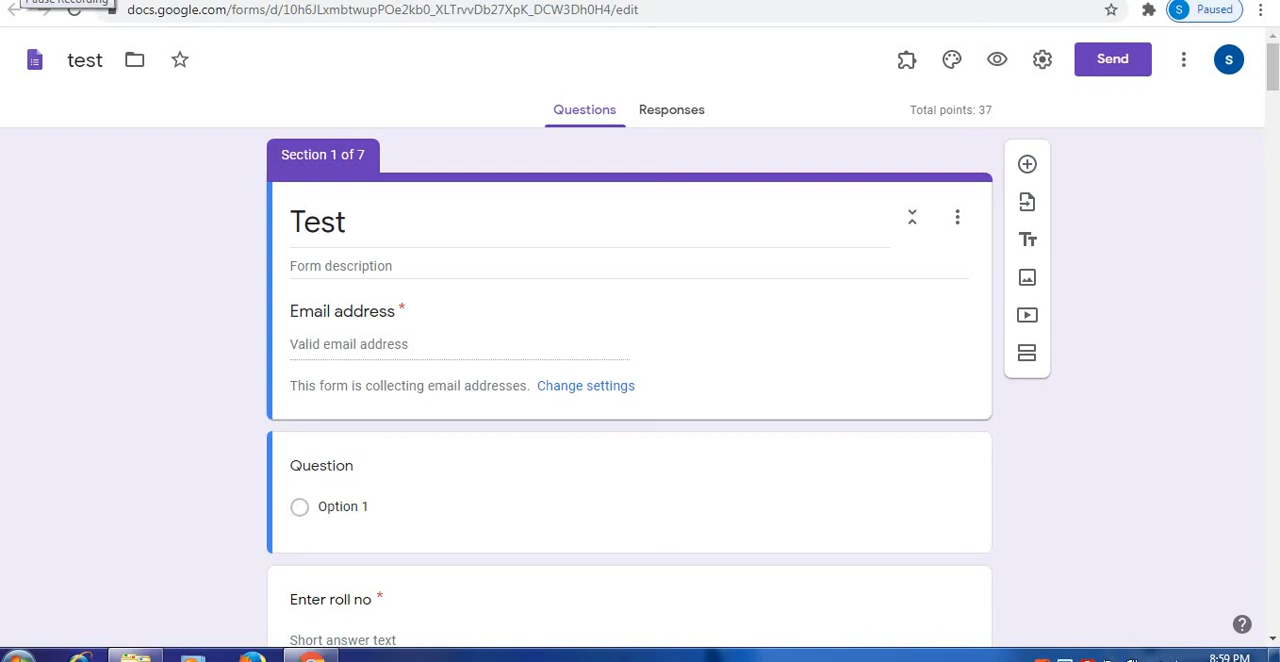 Pause Recording
docs.google.com/forms/d/10h6JLxmbtwupPOe2kb0_XLTrvvDb27XpK_DCW3Dh0H4/edit
S Paused
test
Send
S
Questions Responses Total points: 37
Section 1 of 7
Test
Form description
Email address *
Valid email address
This form is collecting email addresses. Change settings
Question
Option 1
Enter roll no *
Short answer text
8:59 PM